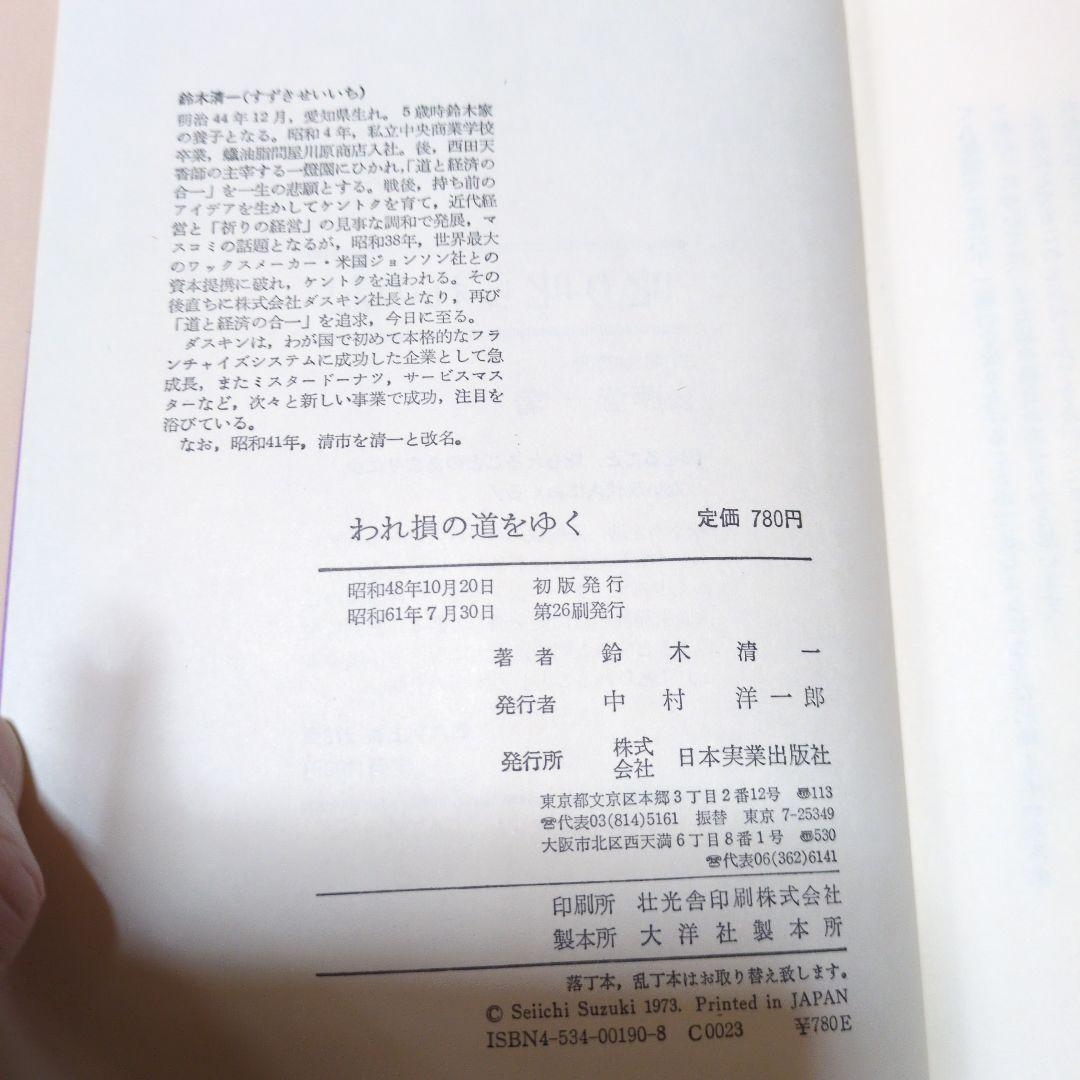 鈴木清一(すずきせいいち)
明治44年12月，愛知県生れ。5歳時鈴木家
の養子となる。昭和4年，私立中央商業学校
卒業，蠟油脂問屋川原商店入社。後，西田天
香師の主宰する一燈園にひかれ，「道と経済の
合一」を一生の悲願とする。戦後，持ち前の
アイデアを生かしてケントクを育て，近代経
営と「祈りの経営」の見事な調和で発展，マ
スコミの話題となるが，昭和38年，世界最大
のワックスメーカー・米国ジョンソン社との
資本提携に破れ，ケントクを追われる。その
後直ちに株式会社ダスキン社長となり，再び
「道と経済の合一」を追求，今日に至る。
ダスキンは，わが国で初めて本格的なフラ
ンチャイズシステムに成功した企業として急
成長，またミスタードーナツ，サービスマス
ターなど，次々と新しい事業で成功，注目を
浴びている。
なお，昭和41年，清市を清一と改名。
われ損の道をゆく 定価 780円
昭和48年10月20日 初版発行
昭和61年7月30日 第26刷発行
著者 鈴木清一
発行者 中村洋一郎
発行所 株式会社 日本実業出版社
東京都文京区本郷3丁目2番12号 〠113
☎代表03(814)5161 振替 東京7-25349
大阪市北区西天満6丁目8番1号 〠530
☎代表06(362)6141
印刷所 壮光舎印刷株式会社
製本所 大洋社製本所
落丁本，乱丁本はお取り替え致します。
© Seiichi Suzuki 1973. Printed in JAPAN
ISBN4-534-00190-8 C0023 ¥780E